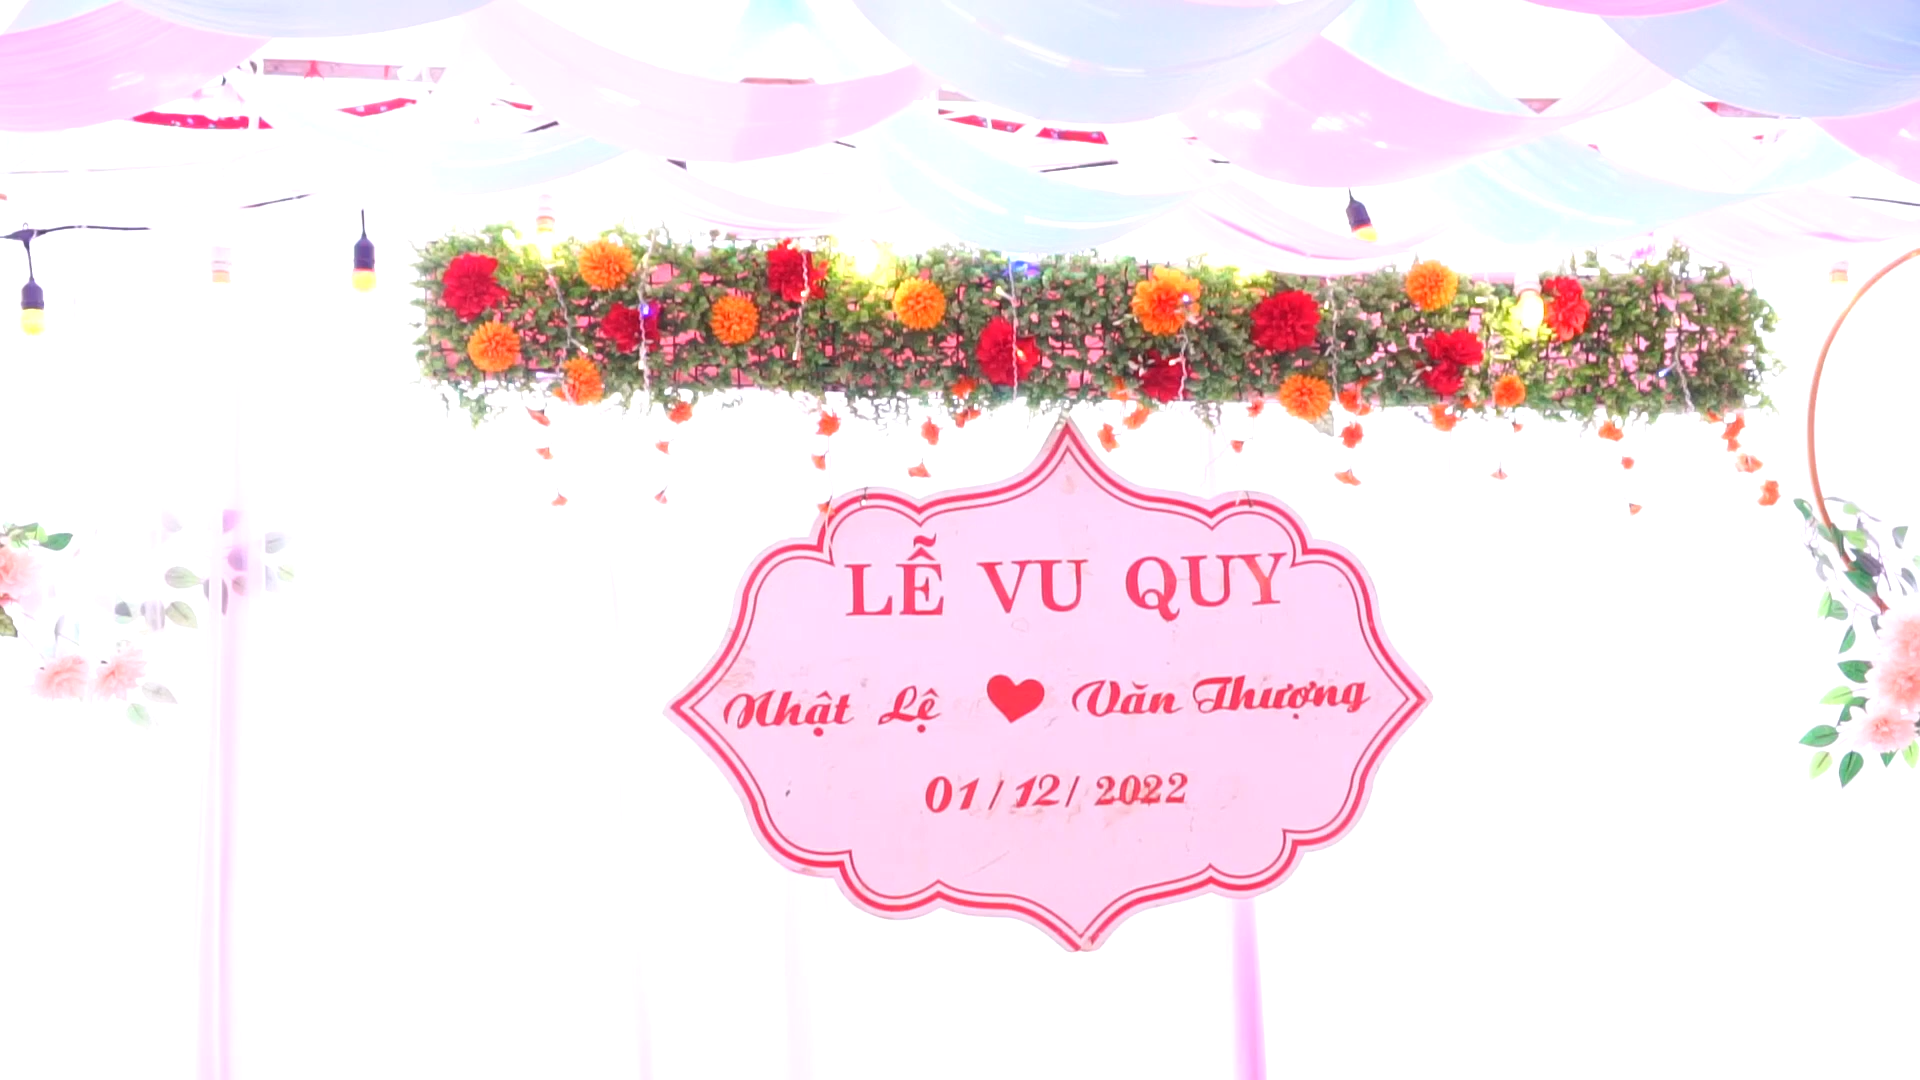 LỄ VU QUY
Nhật Lệ Văn Thượng
01/12/2022